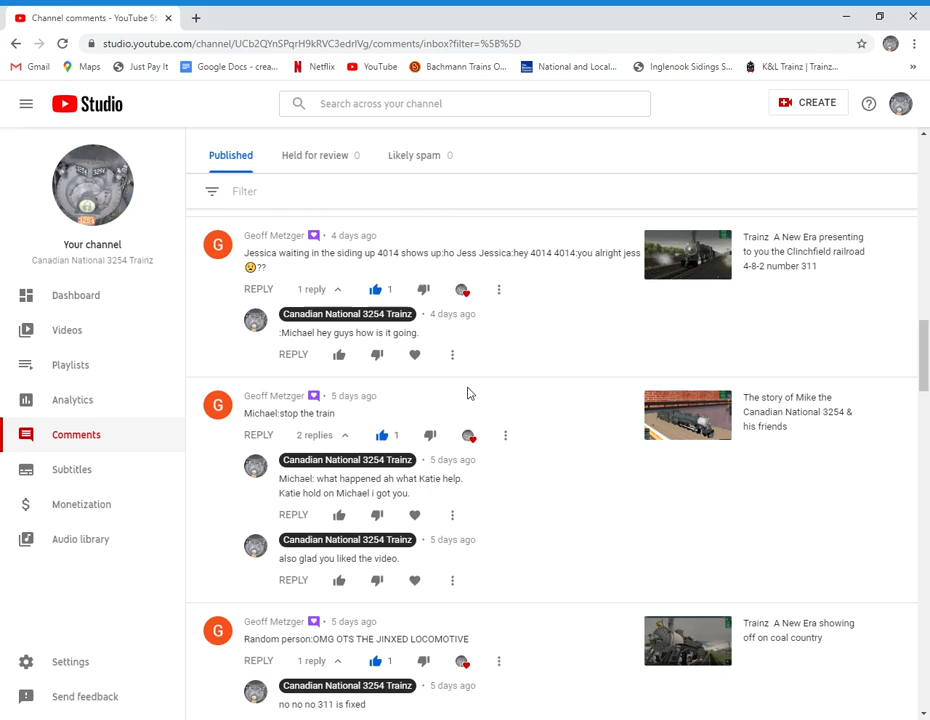 Channel comments - YouTube St
studio.youtube.com/channel/UCb2QYnSPqrH9kRVC3edrIVg/comments/inbox?filter=%5B%5D
Gmail Maps Just Pay It Google Docs - crea... Netflix YouTube Bachmann Trains O... National and Local... Inglenook Sidings S... K&L Trainz | Trainz... »
Studio
Search across your channel
CREATE
Your channel
Canadian National 3254 Trainz
Dashboard
Videos
Playlists
Analytics
Comments
Subtitles
Monetization
Audio library
Settings
Send feedback
Published Held for review 0 Likely spam 0
Filter
G
Geoff Metzger • 4 days ago
Jessica waiting in the siding up 4014 shows up:ho Jess Jessica:hey 4014 4014:you alright jess
😧??
REPLY 1 reply 1
Canadian National 3254 Trainz • 4 days ago
:Michael hey guys how is it going.
REPLY
Trainz A New Era presenting
to you the Clinchfield railroad
4-8-2 number 311
G
Geoff Metzger • 5 days ago
Michael:stop the train
REPLY 2 replies 1
Canadian National 3254 Trainz • 5 days ago
Michael: what happened ah what Katie help.
Katie hold on Michael i got you.
REPLY
Canadian National 3254 Trainz • 5 days ago
also glad you liked the video.
REPLY
The story of Mike the
Canadian National 3254 &
his friends
G
Geoff Metzger • 5 days ago
Random person:OMG OTS THE JINXED LOCOMOTIVE
REPLY 1 reply 1
Canadian National 3254 Trainz • 5 days ago
no no no 311 is fixed
Trainz A New Era showing
off on coal country